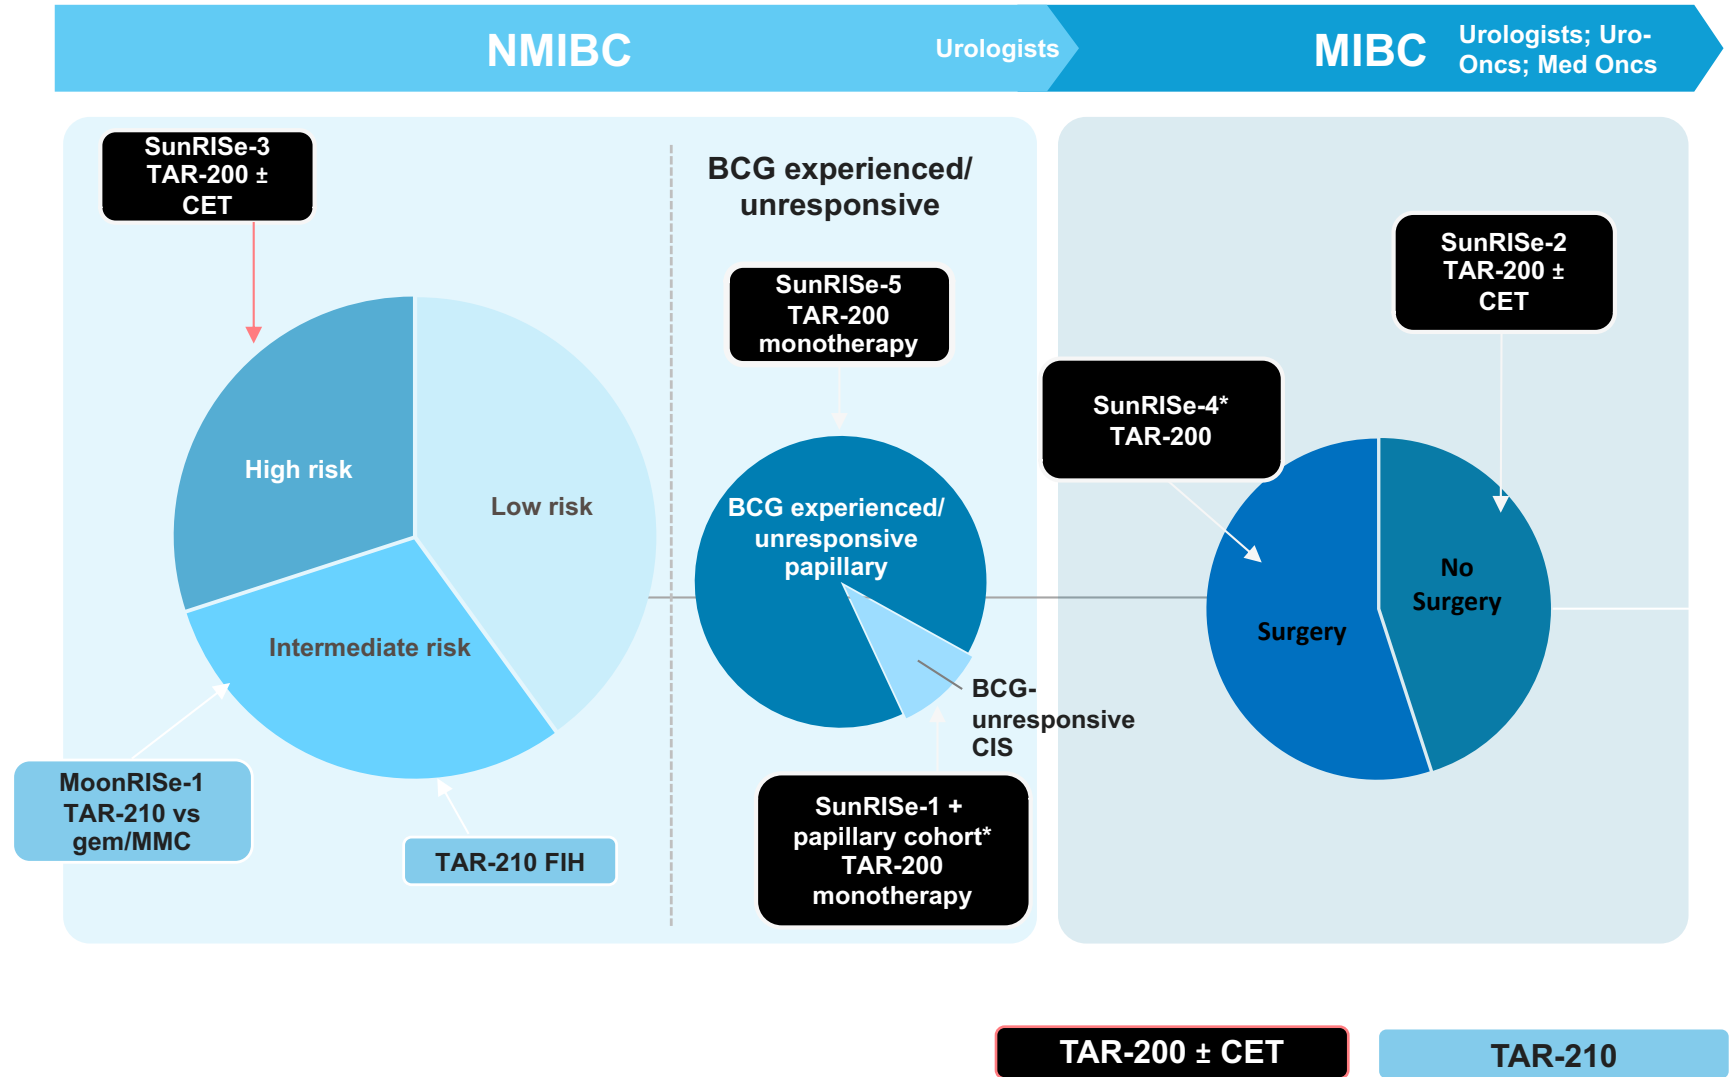 NMIBC
Urologists
MIBC
Urologists; Uro-
Oncs; Med Oncs
SunRISe-3
TAR-200 ±
CET
High risk
Low risk
Intermediate risk
MoonRISe-1
TAR-210 vs
gem/MMC
TAR-210 FIH
BCG experienced/
unresponsive
SunRISe-5
TAR-200
monotherapy
BCG experienced/
unresponsive
papillary
BCG-
unresponsive
CIS
SunRISe-1 +
papillary cohort*
TAR-200
monotherapy
SunRISe-4*
TAR-200
SunRISe-2
TAR-200 ±
CET
Surgery
No
Surgery
TAR-200 ± CET
TAR-210